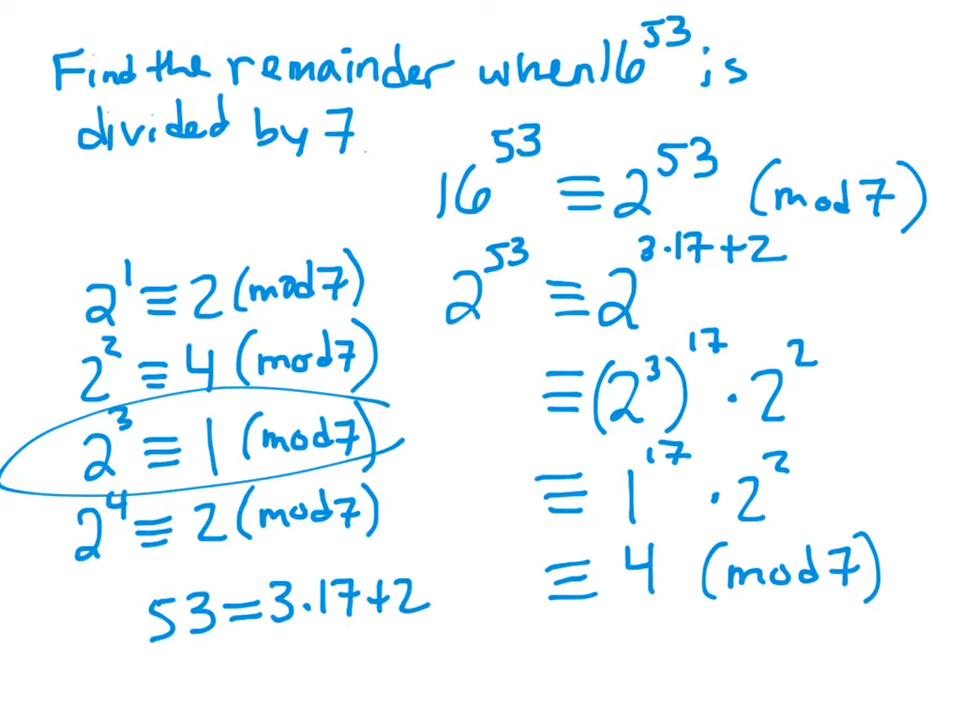 Find the remainder when 16^53 is
divided by 7
16^53 ≡ 2^53 (mod 7)
2^53 ≡ 2^(3·17+2)
≡ (2^3)^17 · 2^2
≡ 1^17 · 2^2
≡ 4 (mod 7)
2^1 ≡ 2 (mod 7)
2^2 ≡ 4 (mod 7)
2^3 ≡ 1 (mod 7)
2^4 ≡ 2 (mod 7)
53 = 3·17+2